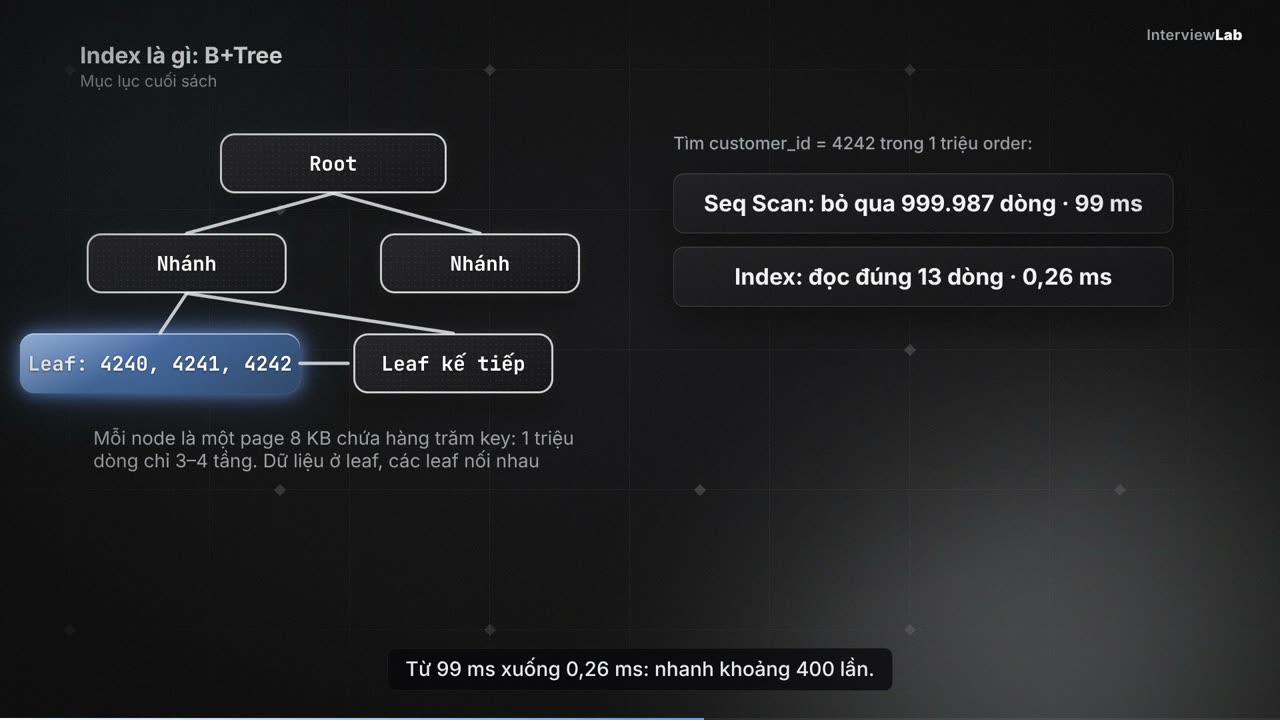 Index là gì: B+Tree
Mục lục cuối sách
InterviewLab
Root
Nhánh
Nhánh
Leaf: 4240, 4241, 4242
Leaf kế tiếp
Mỗi node là một page 8 KB chứa hàng trăm key: 1 triệu
dòng chỉ 3–4 tầng. Dữ liệu ở leaf, các leaf nối nhau
Tìm customer_id = 4242 trong 1 triệu order:
Seq Scan: bỏ qua 999.987 dòng · 99 ms
Index: đọc đúng 13 dòng · 0,26 ms
Từ 99 ms xuống 0,26 ms: nhanh khoảng 400 lần.